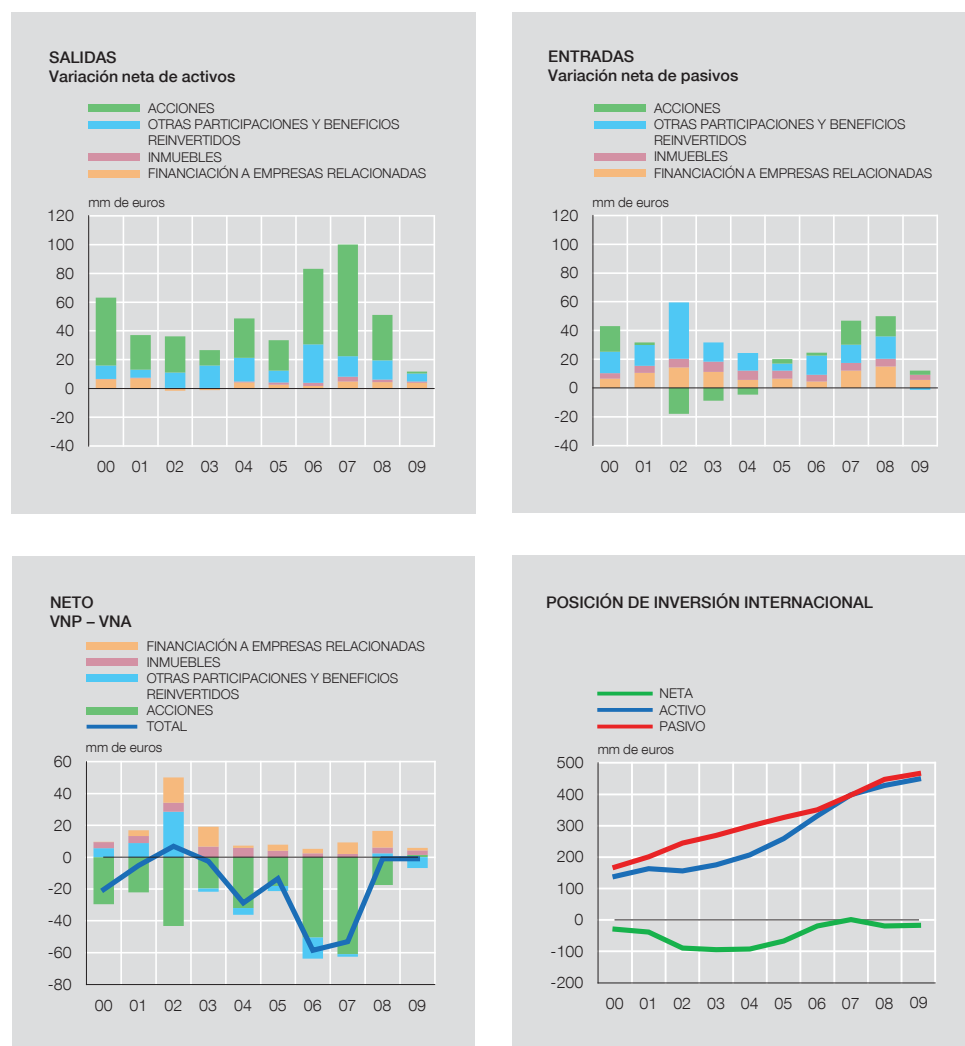 SALIDAS
Variación neta de activos
ACCIONES
OTRAS PARTICIPACIONES Y BENEFICIOS
REINVERTIDOS
INMUEBLES
FINANCIACIÓN A EMPRESAS RELACIONADAS
mm de euros
120
100
80
60
40
20
0
-20
-40
00 01 02 03 04 05 06 07 08 09
ENTRADAS
Variación neta de pasivos
ACCIONES
OTRAS PARTICIPACIONES Y BENEFICIOS
REINVERTIDOS
INMUEBLES
FINANCIACIÓN A EMPRESAS RELACIONADAS
mm de euros
120
100
80
60
40
20
0
-20
-40
00 01 02 03 04 05 06 07 08 09
NETO
VNP – VNA
FINANCIACIÓN A EMPRESAS RELACIONADAS
INMUEBLES
OTRAS PARTICIPACIONES Y BENEFICIOS
REINVERTIDOS
ACCIONES
TOTAL
mm de euros
60
40
20
0
-20
-40
-60
-80
00 01 02 03 04 05 06 07 08 09
POSICIÓN DE INVERSIÓN INTERNACIONAL
NETA
ACTIVO
PASIVO
mm de euros
500
400
300
200
100
0
-100
-200
00 01 02 03 04 05 06 07 08 09